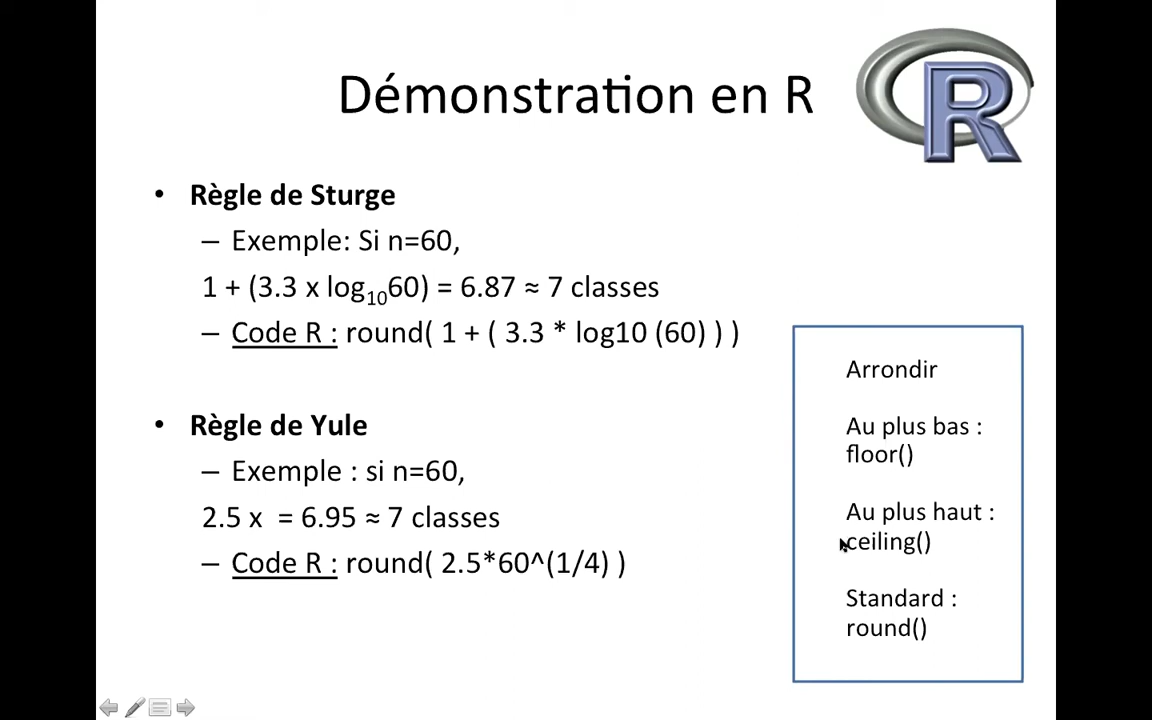 Démonstration en R
R
• Règle de Sturge
– Exemple: Si n=60,
1 + (3.3 x log₁₀60) = 6.87 ≈ 7 classes
– Code R : round( 1 + ( 3.3 * log10 (60) ) )
• Règle de Yule
– Exemple : si n=60,
2.5 x  = 6.95 ≈ 7 classes
– Code R : round( 2.5*60^(1/4) )
Arrondir
Au plus bas :
floor()
Au plus haut :
ceiling()
Standard :
round()